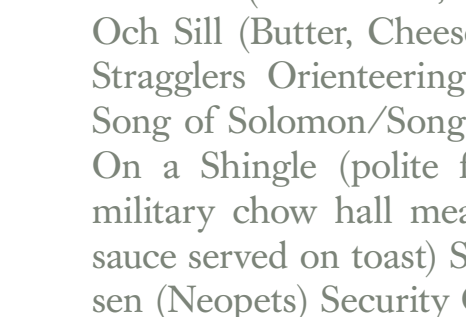 Och Sill (Butter, Chees
Stragglers Orienteering
Song of Solomon/Song
On a Shingle (polite f
military chow hall mea
sauce served on toast) S
sen (Neopets) Security